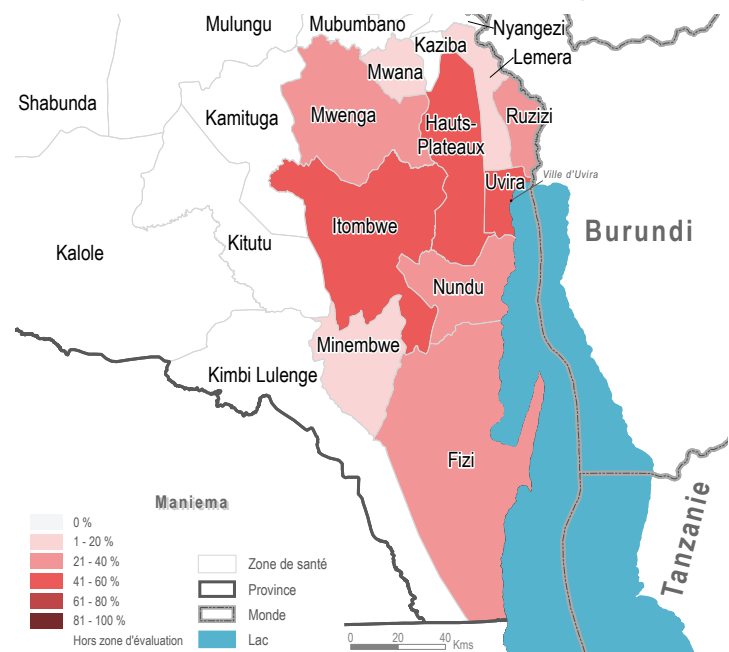 Mulungu
Mubumbano
Nyangezi
Kaziba
Lemera
Mwana
Shabunda
Kamituga
Mwenga
Hauts-
Plateaux
Ruzizi
Uvira
Ville d'Uvira
Itombwe
Burundi
Kitutu
Kalole
Nundu
Minembwe
Kimbi Lulenge
Fizi
Maniema
Tanzanie
0 %
1 - 20 %
21 - 40 %
41 - 60 %
61 - 80 %
81 - 100 %
Hors zone d'évaluation
Zone de santé
Province
Monde
Lac
0 20 40
Kms